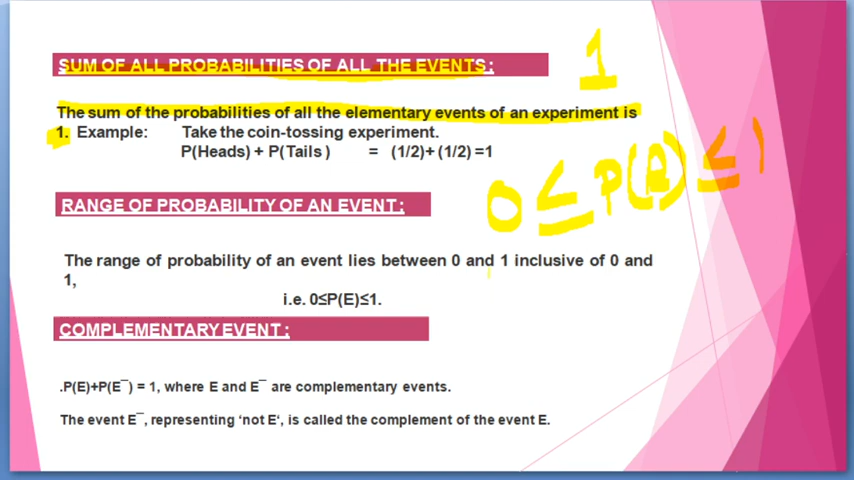 1
SUM OF ALL PROBABILITIES OF ALL THE EVENTS :
The sum of the probabilities of all the elementary events of an experiment is
1. Example: Take the coin-tossing experiment.
P(Heads) + P(Tails ) = (1/2)+ (1/2) =1
0 ≤ P(A) ≤ 1
RANGE OF PROBABILITY OF AN EVENT :
The range of probability of an event lies between 0 and 1 inclusive of 0 and
1,
i.e. 0≤P(E)≤1.
COMPLEMENTARY EVENT :
.P(E)+P(E¯) = 1, where E and E¯ are complementary events.
The event E¯, representing ‘not E‘, is called the complement of the event E.